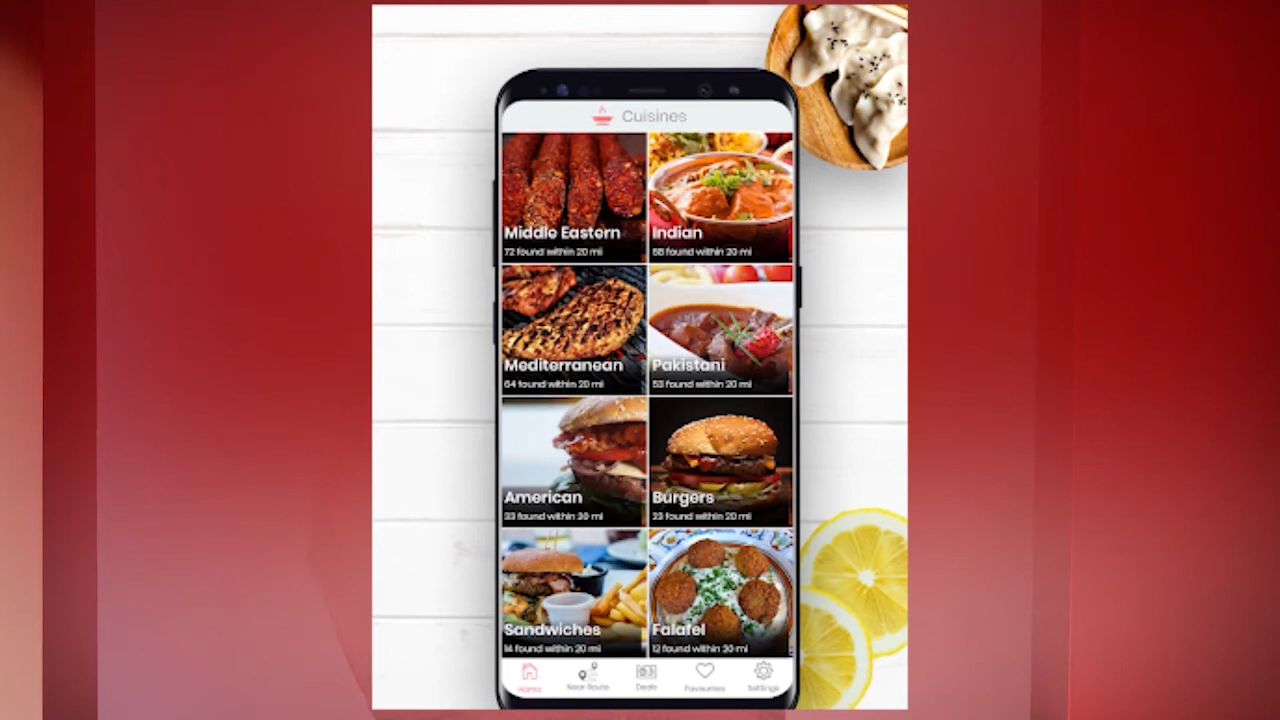 Cuisines
Middle Eastern
72 found within 20 mi
Indian
68 found within 20 mi
Mediterranean
64 found within 20 mi
Pakistani
53 found within 20 mi
American
33 found within 20 mi
Burgers
23 found within 20 mi
Sandwiches
14 found within 20 mi
Falafel
12 found within 20 mi
Home
Near Route
Deals
Favourites
Settings